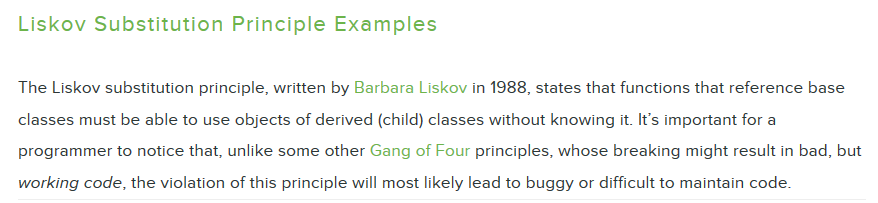 Liskov Substitution Principle Examples
The Liskov substitution principle, written by Barbara Liskov in 1988, states that functions that reference base
classes must be able to use objects of derived (child) classes without knowing it. It’s important for a
programmer to notice that, unlike some other Gang of Four principles, whose breaking might result in bad, but
working code, the violation of this principle will most likely lead to buggy or difficult to maintain code.